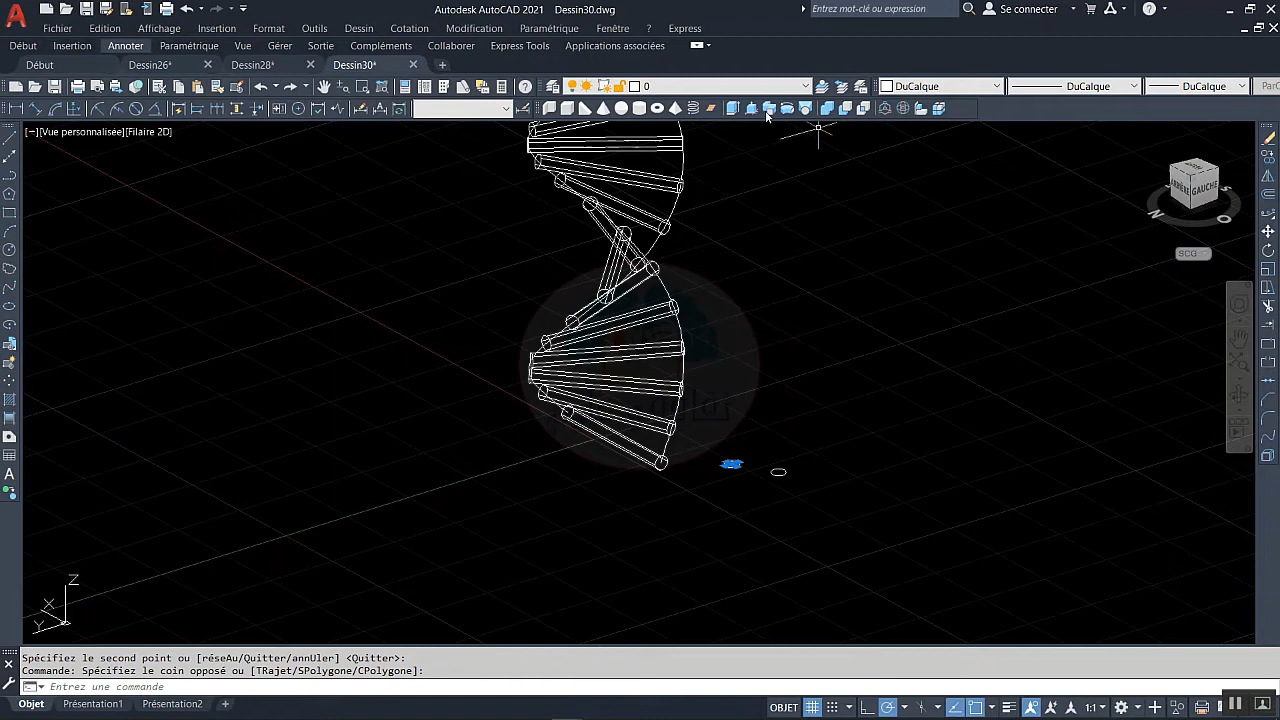 Autodesk AutoCAD 2021 Dessin30.dwg
Entrez mot-clé ou expression
Se connecter
Fichier Edition Affichage Insertion Format Outils Dessin Cotation Modification Paramétrique Fenêtre ? Express
Début Insertion Annoter Paramétrique Vue Gérer Sortie Compléments Collaborer Express Tools Applications associées
Début Dessin26* Dessin28* Dessin30*
0 DuCalque DuCalque DuCalque ParC
[−][Vue personnalisée][Filaire 2D]
ARRIÈRE GAUCHE
N O
SCG
Z
X
Y
Spécifiez le second point ou [réseAu/Quitter/annUler] <Quitter>:
Commande: Spécifiez le coin opposé ou [TRajet/SPolygone/CPolygone]:
Entrez une commande
Objet Présentation1 Présentation2
OBJET 1:1